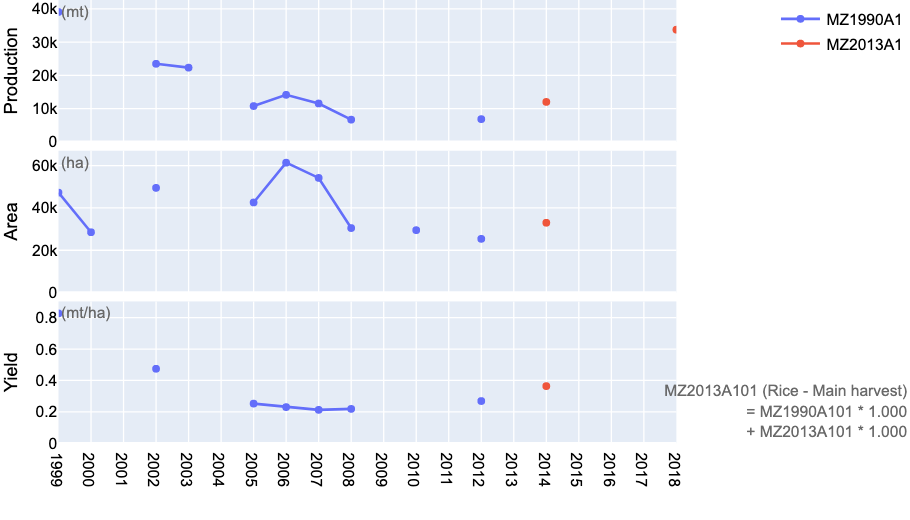 40k
(mt)
30k
20k
10k
0
Production
MZ1990A1
MZ2013A1
60k
(ha)
40k
20k
0
Area
0.8
(mt/ha)
0.6
0.4
0.2
0
Yield
1999
2000
2001
2002
2003
2005
2006
2007
2008
2009
2010
2011
2012
2013
2014
2015
2016
2017
2018
MZ2013A101 (Rice - Main harvest)
= MZ1990A101 * 1.000
+ MZ2013A101 * 1.000